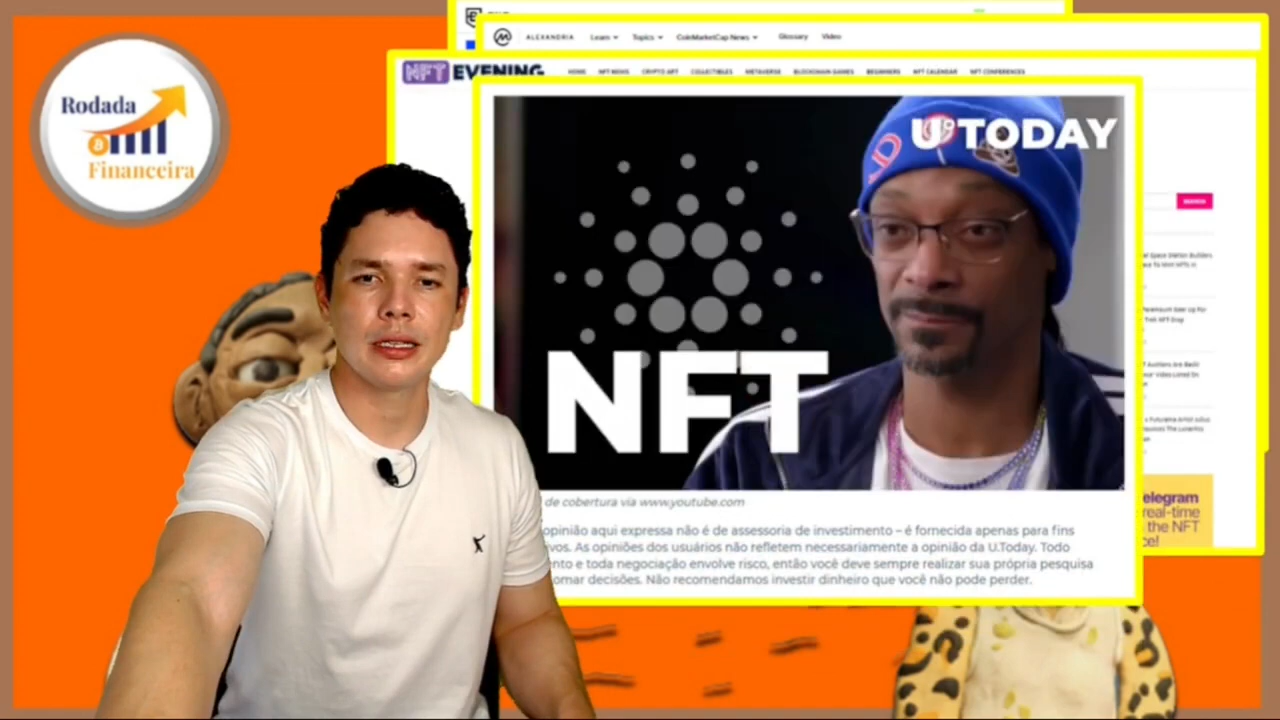 Rodada
Financeira
ALEXANDRIA Learn Topics CoinMarketCap News Glossary Video
NFT EVENING
HOME NFT NEWS CRYPTO ART COLLECTIBLES METAVERSE BLOCKCHAIN GAMES BEGINNERS NFT CALENDAR NFT CONFERENCES
U TODAY
NFT
de cobertura via www.youtube.com
opinião aqui expressa não é de assessoria de investimento – é fornecida apenas para fins
vos. As opiniões dos usuários não refletem necessariamente a opinião da U.Today. Todo
nto e toda negociação envolve risco, então você deve sempre realizar sua própria pesquisa
omar decisões. Não recomendamos investir dinheiro que você não pode perder.
elegram
real-time
the NFT
ce!